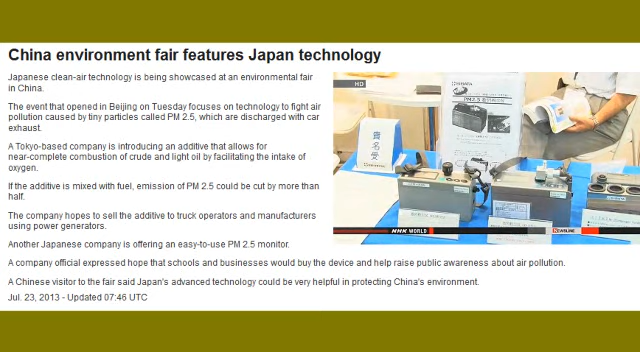 China environment fair features Japan technology
Japanese clean-air technology is being showcased at an environmental fair
in China.
The event that opened in Beijing on Tuesday focuses on technology to fight air
pollution caused by tiny particles called PM 2.5, which are discharged with car
exhaust.
A Tokyo-based company is introducing an additive that allows for
near-complete combustion of crude and light oil by facilitating the intake of
oxygen.
If the additive is mixed with fuel, emission of PM 2.5 could be cut by more than
half.
The company hopes to sell the additive to truck operators and manufacturers
using power generators.
Another Japanese company is offering an easy-to-use PM 2.5 monitor.
A company official expressed hope that schools and businesses would buy the device and help raise public awareness about air pollution.
A Chinese visitor to the fair said Japan's advanced technology could be very helpful in protecting China's environment.
Jul. 23, 2013 - Updated 07:46 UTC
HD
PM 2.5
NHK WORLD
NEWSLINE